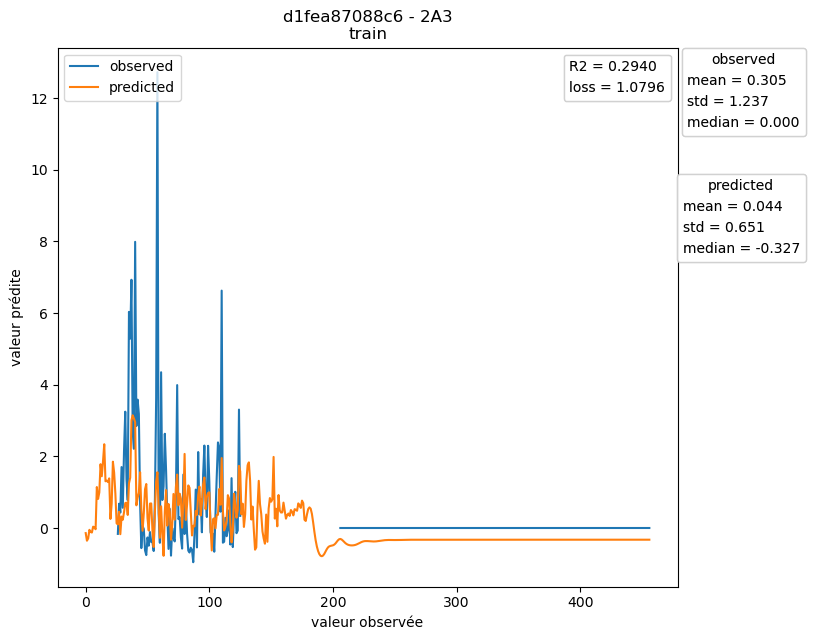 d1fea87088c6 - 2A3
train
observed
predicted
R2 = 0.2940
loss = 1.0796
observed
mean = 0.305
std = 1.237
median = 0.000
predicted
mean = 0.044
std = 0.651
median = -0.327
valeur prédite
12
10
8
6
4
2
0
0
100
200
300
400
valeur observée